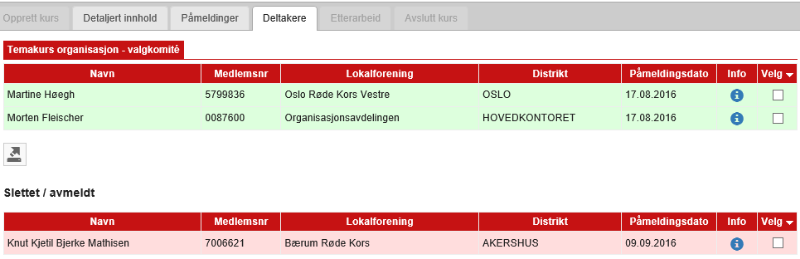 Opprett kurs Detaljert innhold Påmeldinger Deltakere Etterarbeid Avslutt kurs
Temakurs organisasjon - valgkomité
Navn Medlemsnr Lokalforening Distrikt Påmeldingsdato Info Velg
Martine Høegh 5799836 Oslo Røde Kors Vestre OSLO 17.08.2016
Morten Fleischer 0087600 Organisasjonsavdelingen HOVEDKONTORET 17.08.2016
Slettet / avmeldt
Navn Medlemsnr Lokalforening Distrikt Påmeldingsdato Info Velg
Knut Kjetil Bjerke Mathisen 7006621 Bærum Røde Kors AKERSHUS 09.09.2016